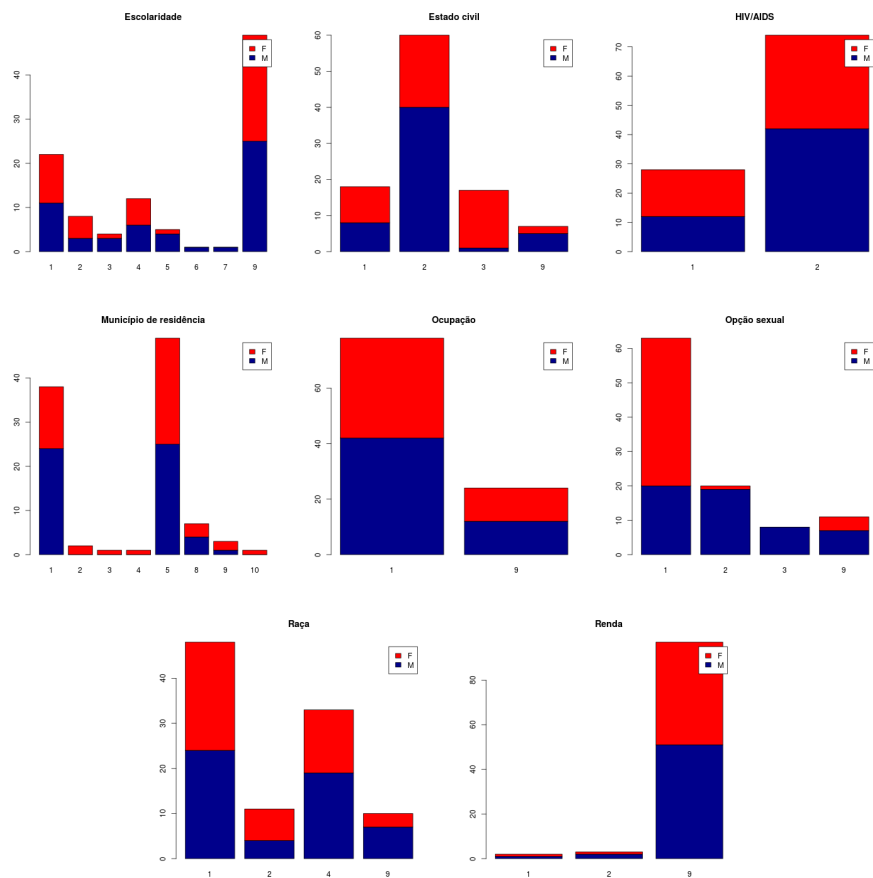 Escolaridade
F
M
0 10 20 30 40
1 2 3 4 5 6 7 9
Estado civil
F
M
0 10 20 30 40 50 60
1 2 3 9
HIV/AIDS
F
M
0 10 20 30 40 50 60 70
1 2
Município de residência
F
M
0 10 20 30 40
1 2 3 4 5 8 9 10
Ocupação
F
M
0 20 40 60
1 9
Opção sexual
F
M
0 10 20 30 40 50 60
1 2 3 9
Raça
F
M
0 10 20 30 40
1 2 4 9
Renda
F
M
0 20 40 60 80
1 2 9